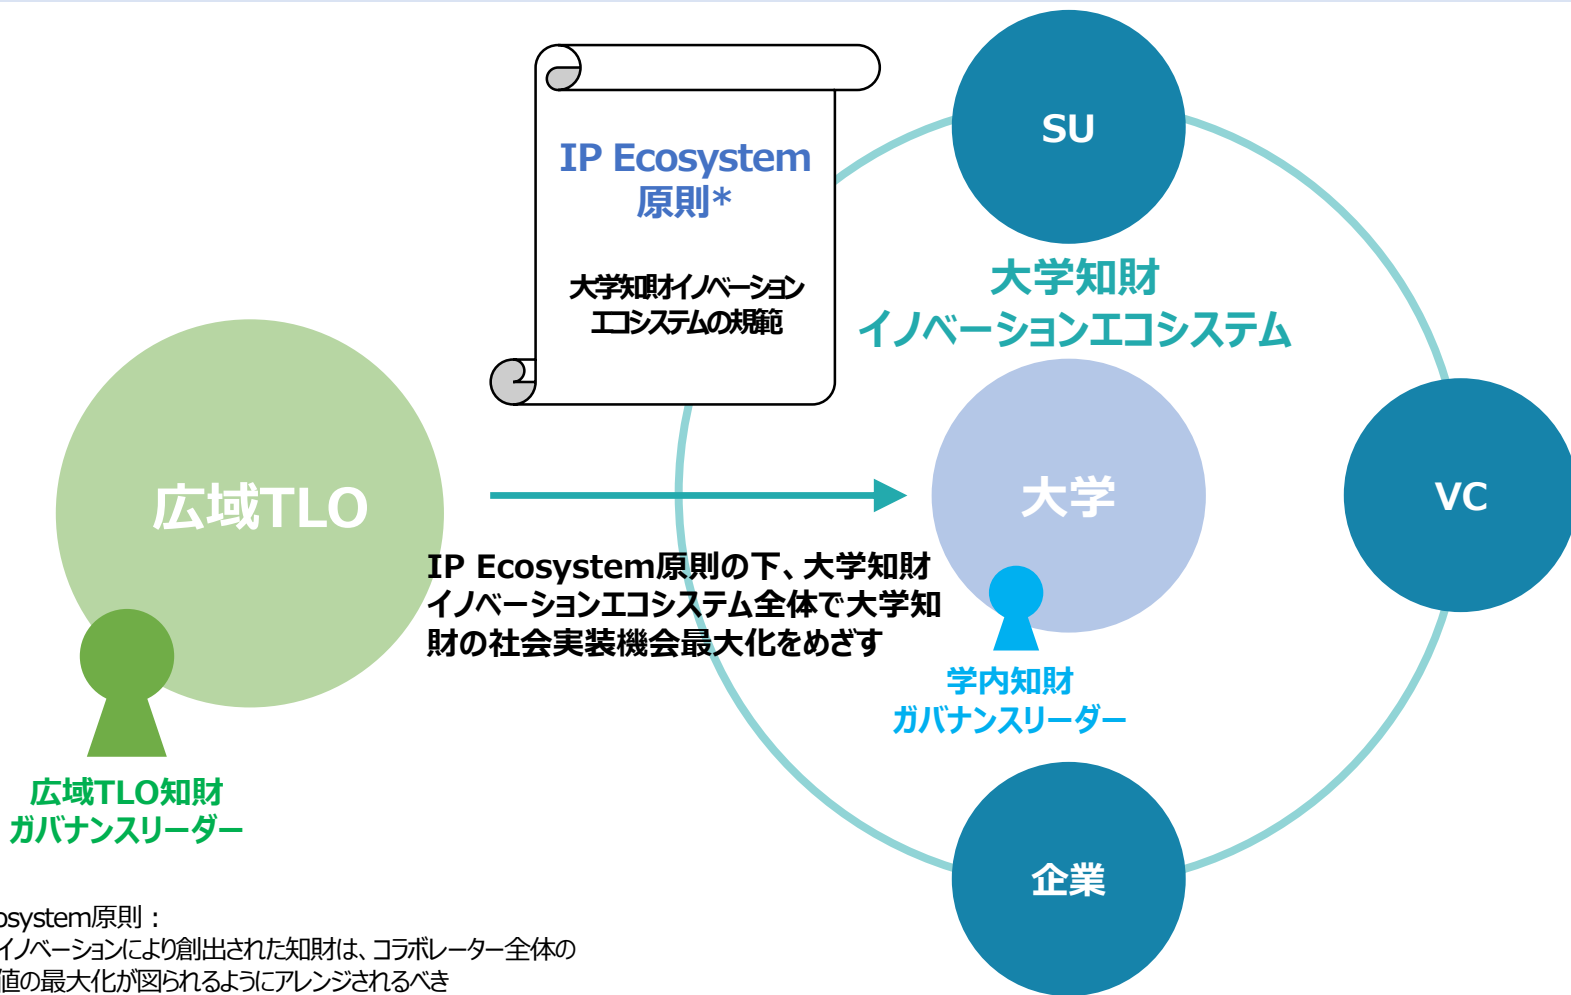 IP Ecosystem
原則*
大学知財イノベーション
エコシステムの規範
SU
大学知財
イノベーションエコシステム
広域TLO
大学
VC
IP Ecosystem原則の下、大学知財
イノベーションエコシステム全体で大学知
財の社会実装機会最大化をめざす
学内知財
ガバナンスリーダー
広域TLO知財
ガバナンスリーダー
企業
osystem原則：
イノベーションにより創出された知財は、コラボレーター全体の
値の最大化が図られるようにアレンジされるべき